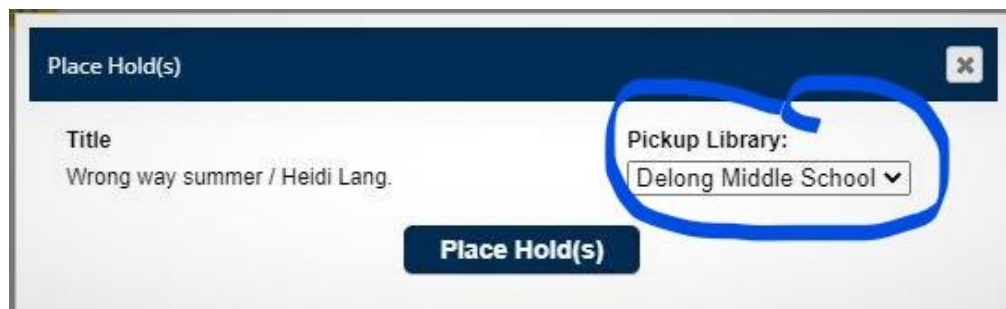 Place Hold(s)
Title
Pickup Library:
Wrong way summer / Heidi Lang.
Delong Middle School
Place Hold(s)